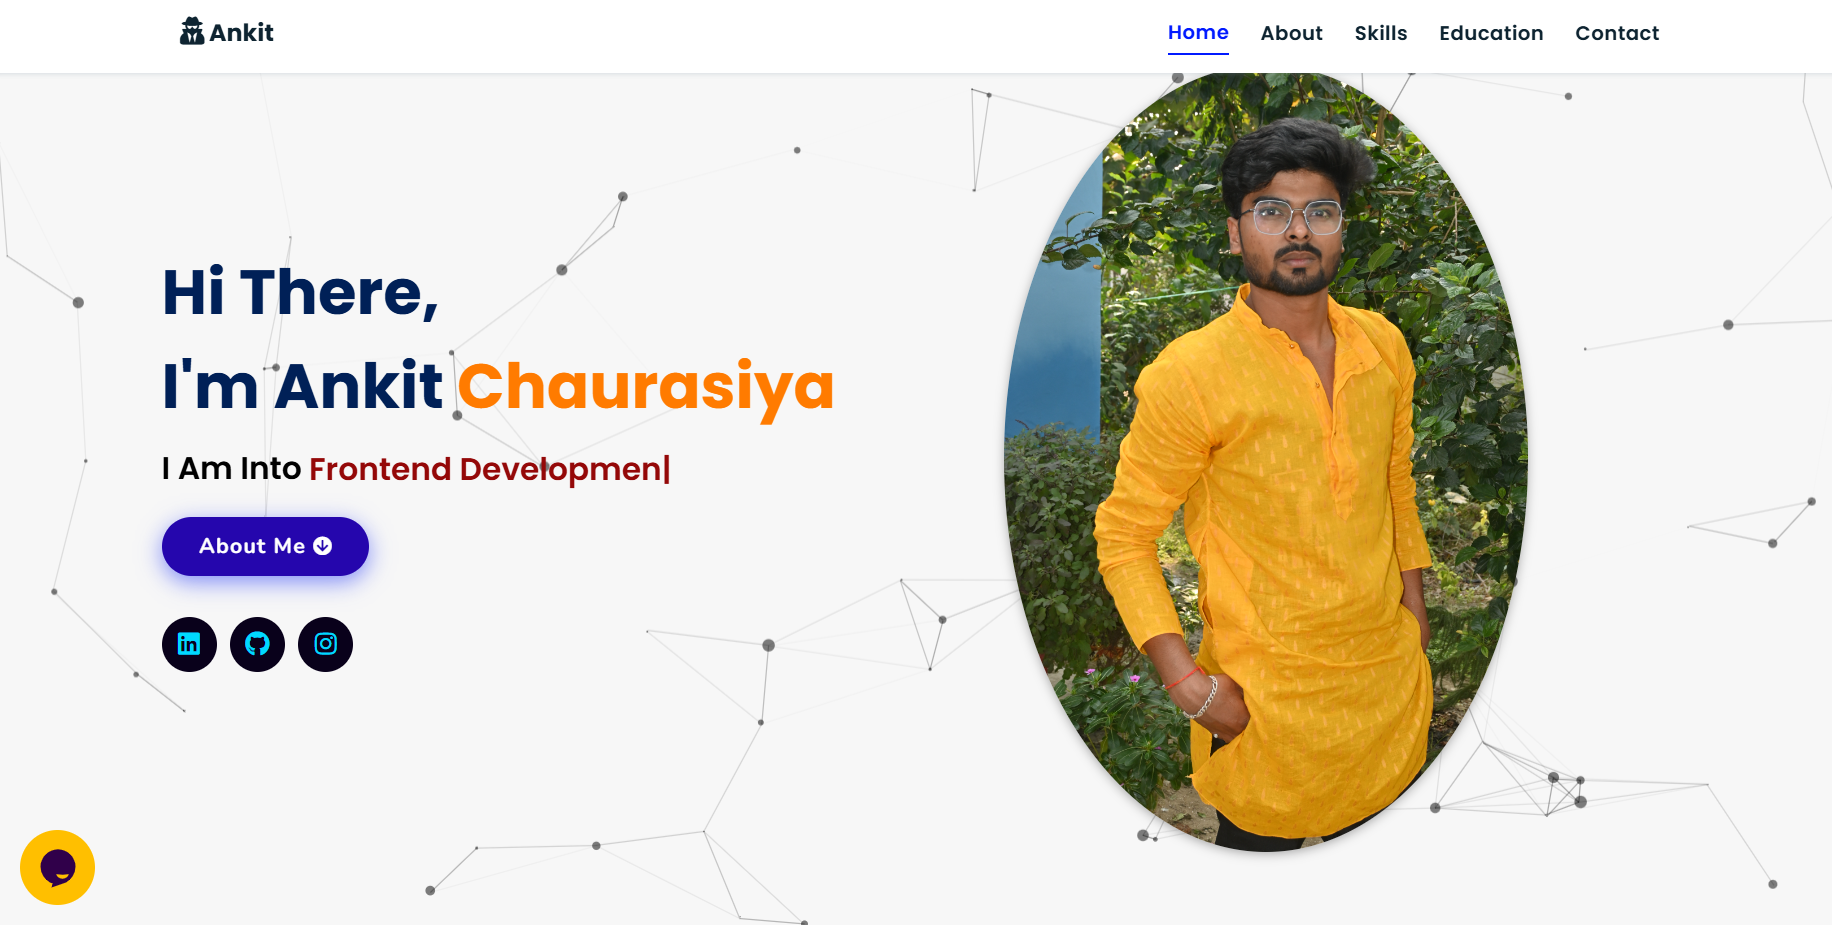 Ankit
Home About Skills Education Contact
Hi There,
I'm Ankit Chaurasiya
I Am Into Frontend Developmen|
About Me